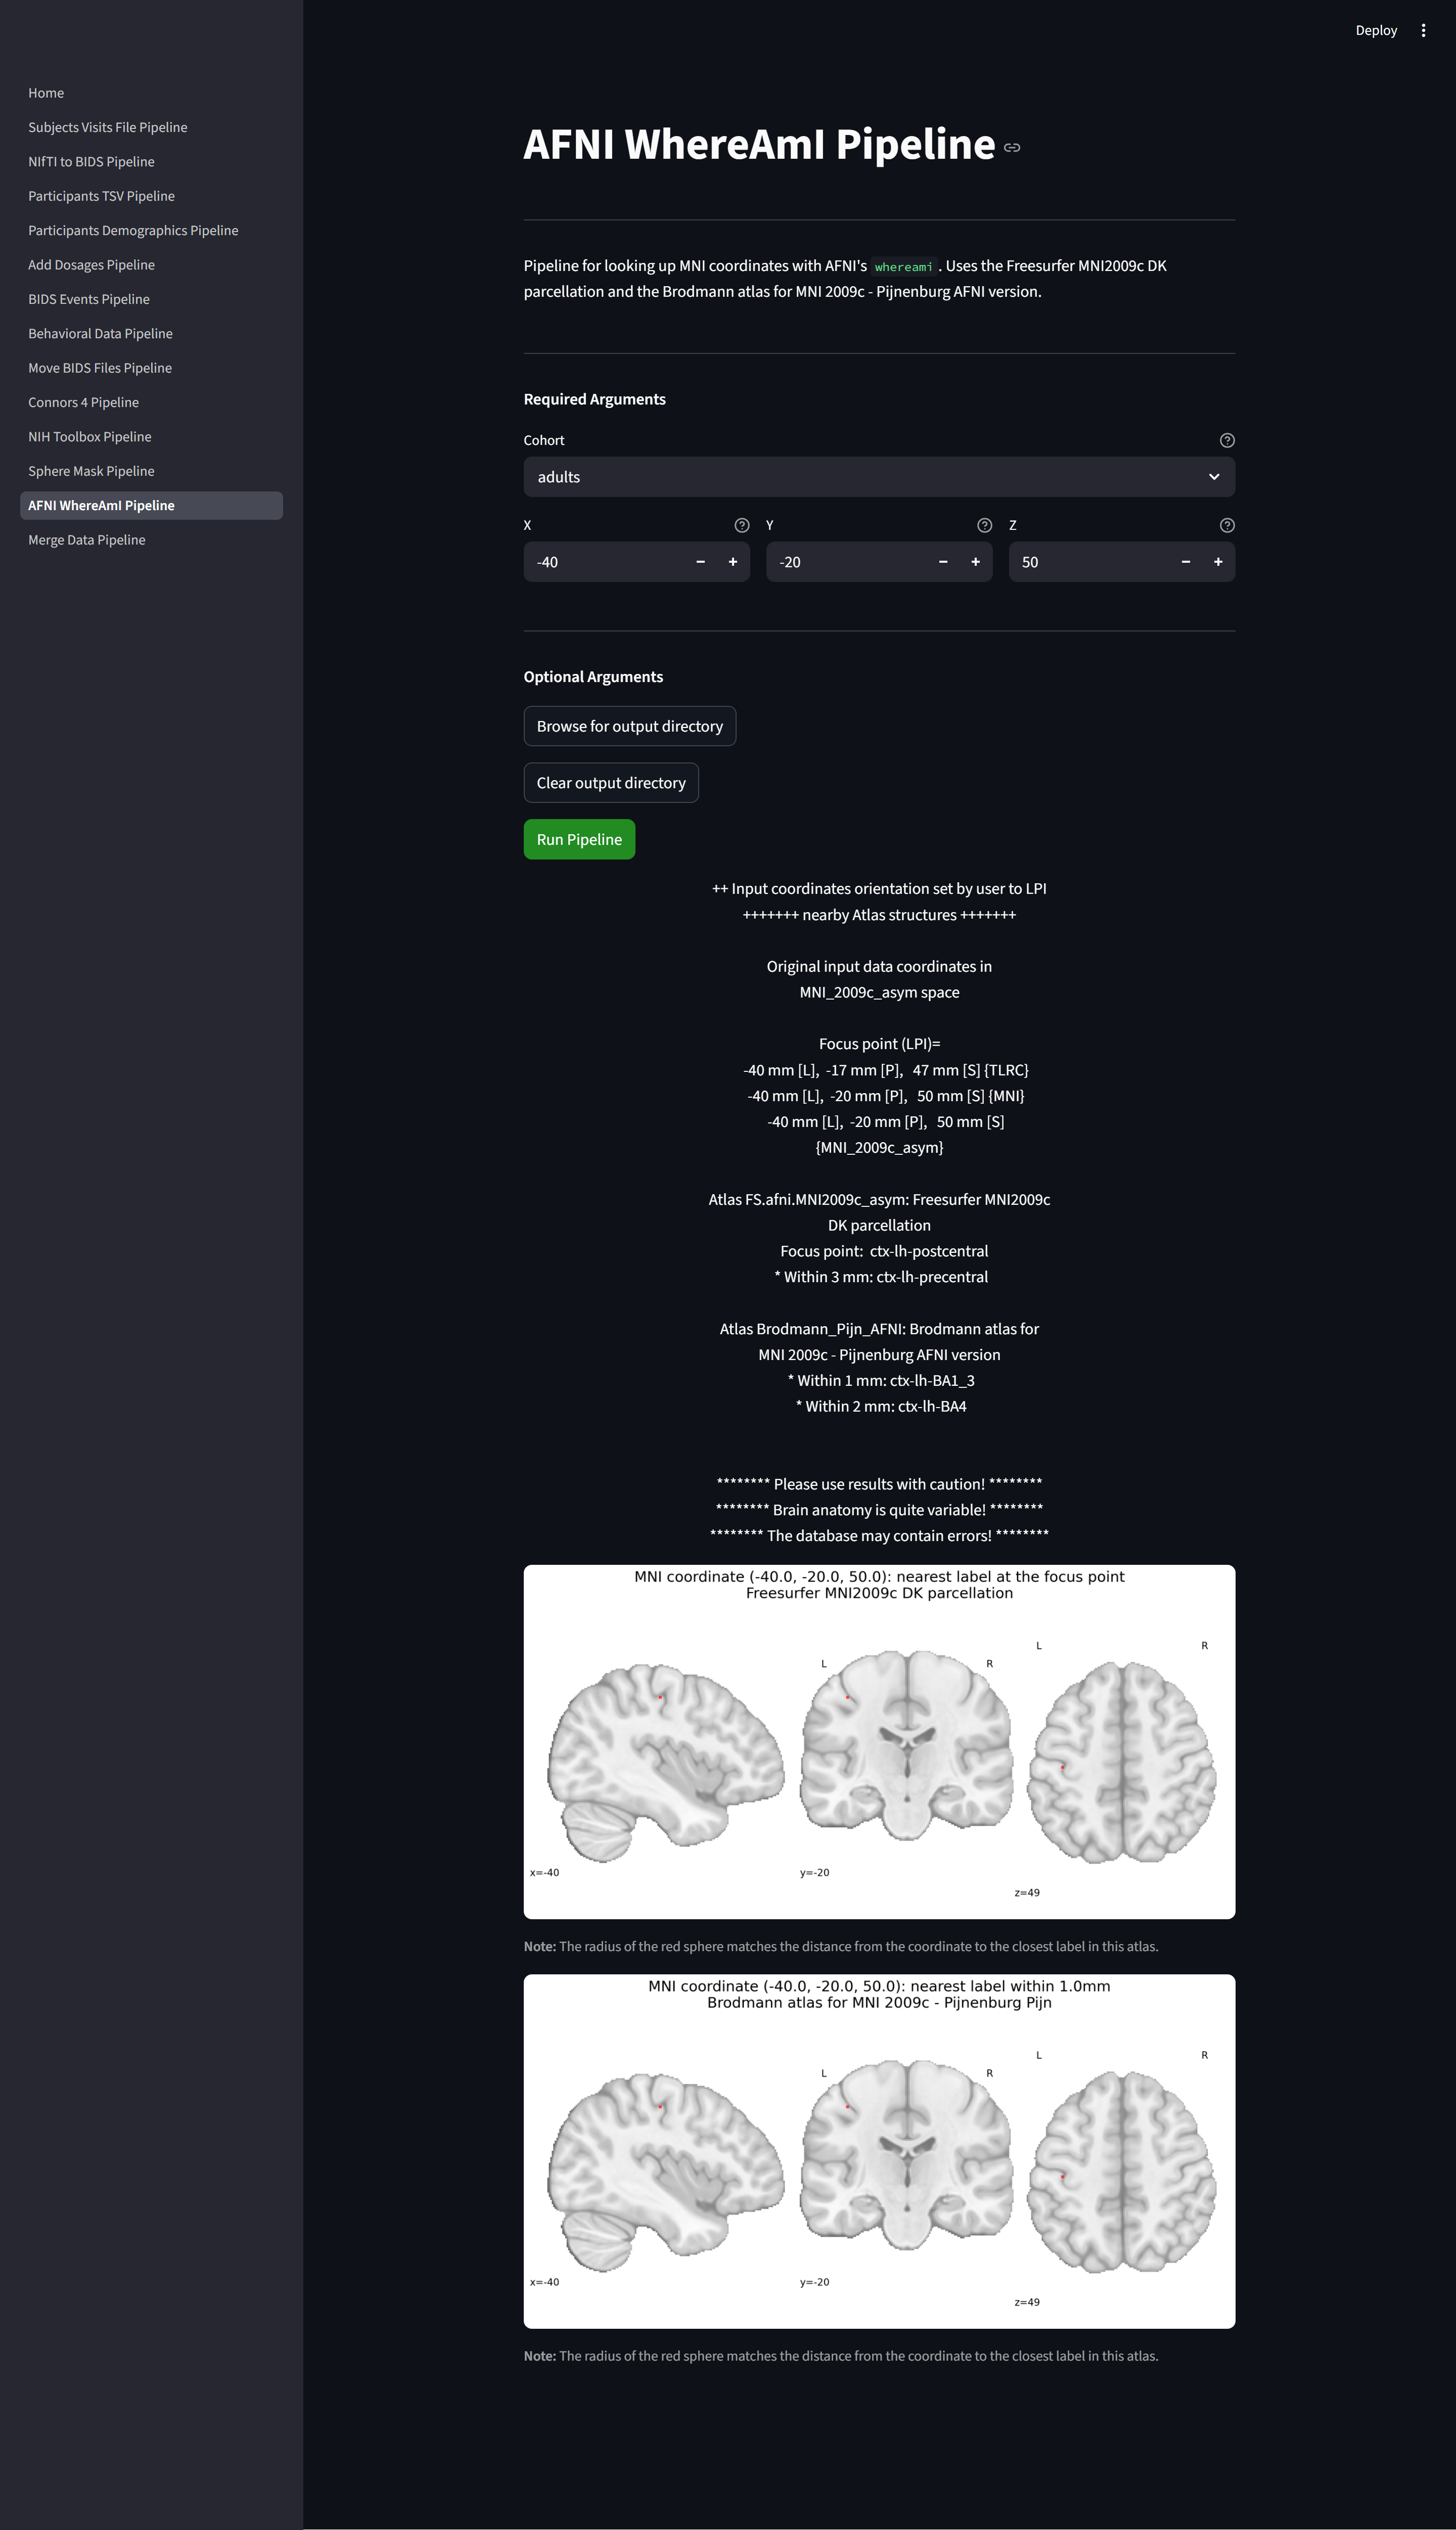 Deploy
Home
Subjects Visits File Pipeline
NIfTI to BIDS Pipeline
Participants TSV Pipeline
Participants Demographics Pipeline
Add Dosages Pipeline
BIDS Events Pipeline
Behavioral Data Pipeline
Move BIDS Files Pipeline
Connors 4 Pipeline
NIH Toolbox Pipeline
Sphere Mask Pipeline
AFNI WhereAmI Pipeline
Merge Data Pipeline
AFNI WhereAmI Pipeline
Pipeline for looking up MNI coordinates with AFNI's whereami. Uses the Freesurfer MNI2009c DK
parcellation and the Brodmann atlas for MNI 2009c - Pijnenburg AFNI version.
Required Arguments
Cohort
adults
X Y Z
-40 -20 50
Optional Arguments
Browse for output directory
Clear output directory
Run Pipeline
++ Input coordinates orientation set by user to LPI
+++++++ nearby Atlas structures +++++++
Original input data coordinates in
MNI_2009c_asym space
Focus point (LPI)=
-40 mm [L], -17 mm [P], 47 mm [S] {TLRC}
-40 mm [L], -20 mm [P], 50 mm [S] {MNI}
-40 mm [L], -20 mm [P], 50 mm [S]
{MNI_2009c_asym}
Atlas FS.afni.MNI2009c_asym: Freesurfer MNI2009c
DK parcellation
Focus point: ctx-lh-postcentral
* Within 3 mm: ctx-lh-precentral
Atlas Brodmann_Pijn_AFNI: Brodmann atlas for
MNI 2009c - Pijnenburg AFNI version
* Within 1 mm: ctx-lh-BA1_3
* Within 2 mm: ctx-lh-BA4
******** Please use results with caution! ********
******** Brain anatomy is quite variable! ********
******** The database may contain errors! ********
MNI coordinate (-40.0, -20.0, 50.0): nearest label at the focus point
Freesurfer MNI2009c DK parcellation
L R
L R
x=-40
y=-20
z=49
Note: The radius of the red sphere matches the distance from the coordinate to the closest label in this atlas.
MNI coordinate (-40.0, -20.0, 50.0): nearest label within 1.0mm
Brodmann atlas for MNI 2009c - Pijnenburg Pijn
L R
L R
x=-40
y=-20
z=49
Note: The radius of the red sphere matches the distance from the coordinate to the closest label in this atlas.